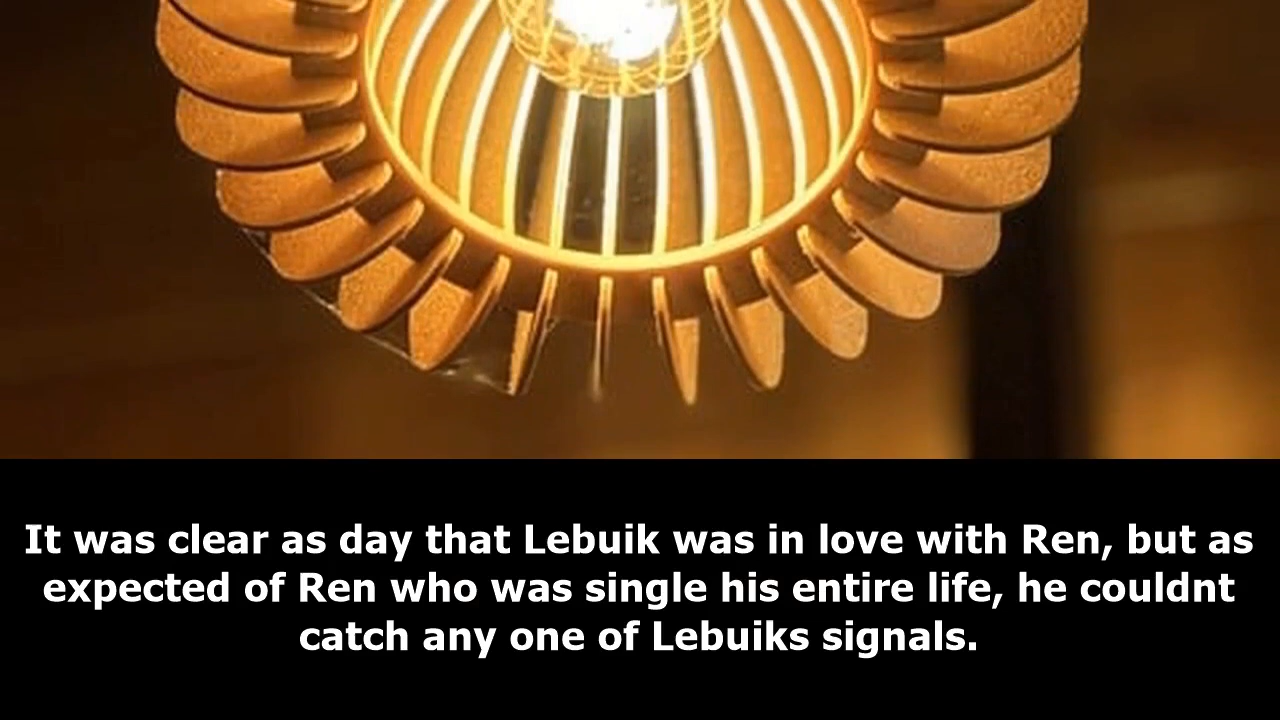 It was clear as day that Lebuik was in love with Ren, but as
expected of Ren who was single his entire life, he couldnt
catch any one of Lebuiks signals.